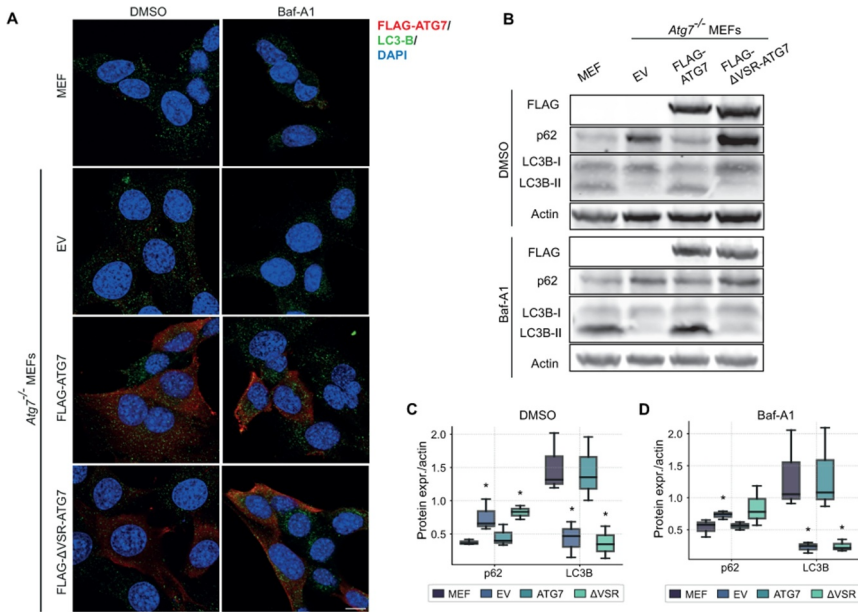 A
DMSO
Baf-A1
FLAG-ATG7/
LC3-B/
DAPI
MEF
EV
FLAG-ATG7
FLAG-ΔVSR-ATG7
Atg7-/- MEFs
B
Atg7-/- MEFs
MEF
EV
FLAG-
ATG7
FLAG-
ΔVSR-ATG7
DMSO
FLAG
p62
LC3B-I
LC3B-II
Actin
Baf-A1
FLAG
p62
LC3B-I
LC3B-II
Actin
C
DMSO
Protein expr./actin
2.0
1.5
1.0
0.5
* * * *
p62 LC3B
MEF EV ATG7 ΔVSR
D
Baf-A1
Protein expr./actin
2.0
1.5
1.0
0.5
* * *
p62 LC3B
MEF EV ATG7 ΔVSR